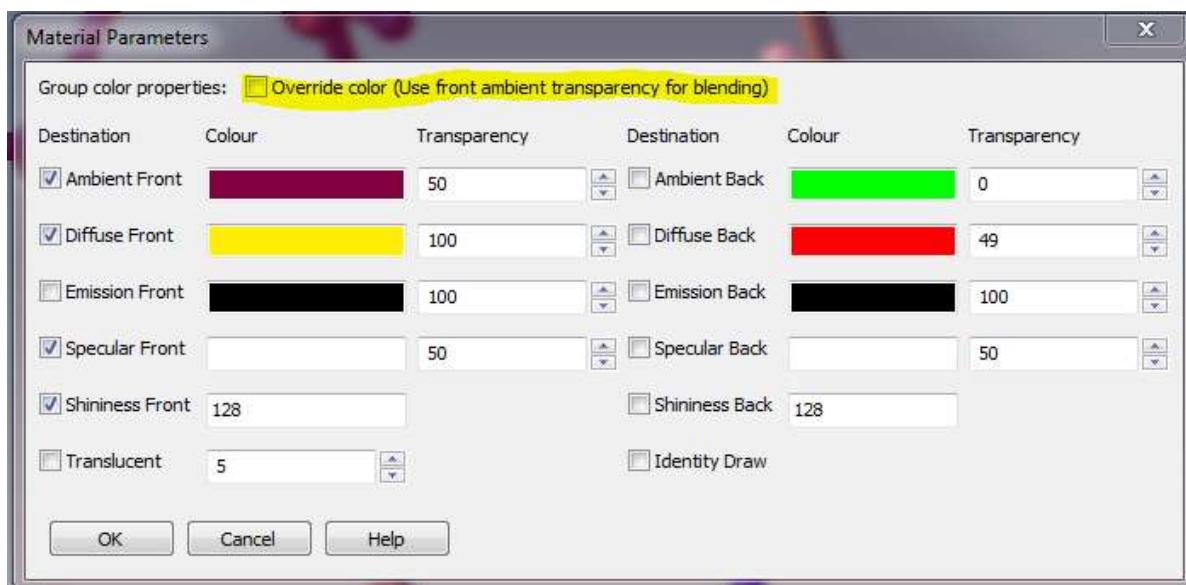 Material Parameters
X
Group color properties: Override color (Use front ambient transparency for blending)
Destination Colour Transparency Destination Colour Transparency
Ambient Front 50 Ambient Back 0
Diffuse Front 100 Diffuse Back 49
Emission Front 100 Emission Back 100
Specular Front 50 Specular Back 50
Shininess Front 128 Shininess Back 128
Translucent 5 Identity Draw
OK Cancel Help